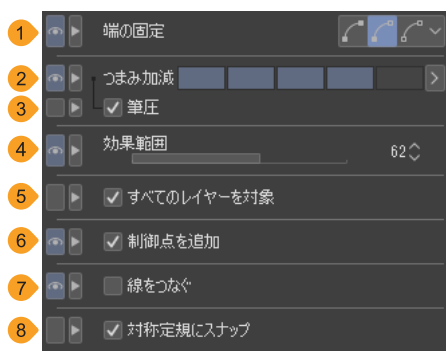 1 端の固定
2 つまみ加減
3 筆圧
4 効果範囲 62
5 すべてのレイヤーを対象
6 制御点を追加
7 線をつなぐ
8 対称定規にスナップ